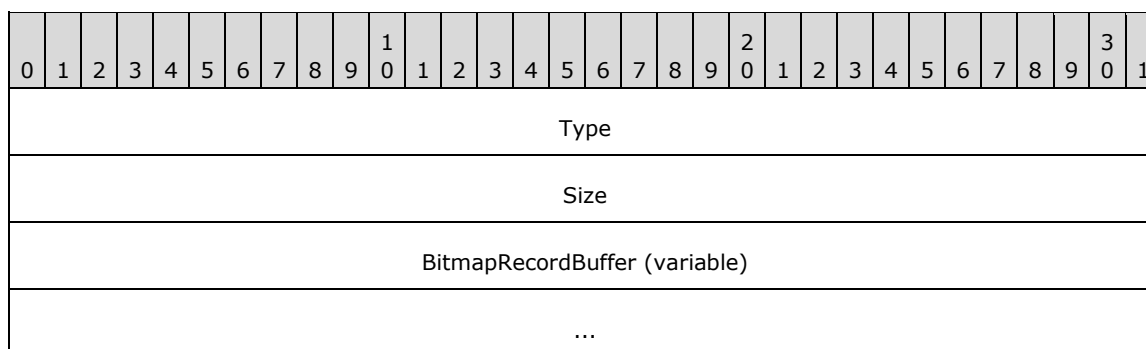 1 2 3
0 1 2 3 4 5 6 7 8 9 0 1 2 3 4 5 6 7 8 9 0 1 2 3 4 5 6 7 8 9 0 1
Type
Size
BitmapRecordBuffer (variable)
...